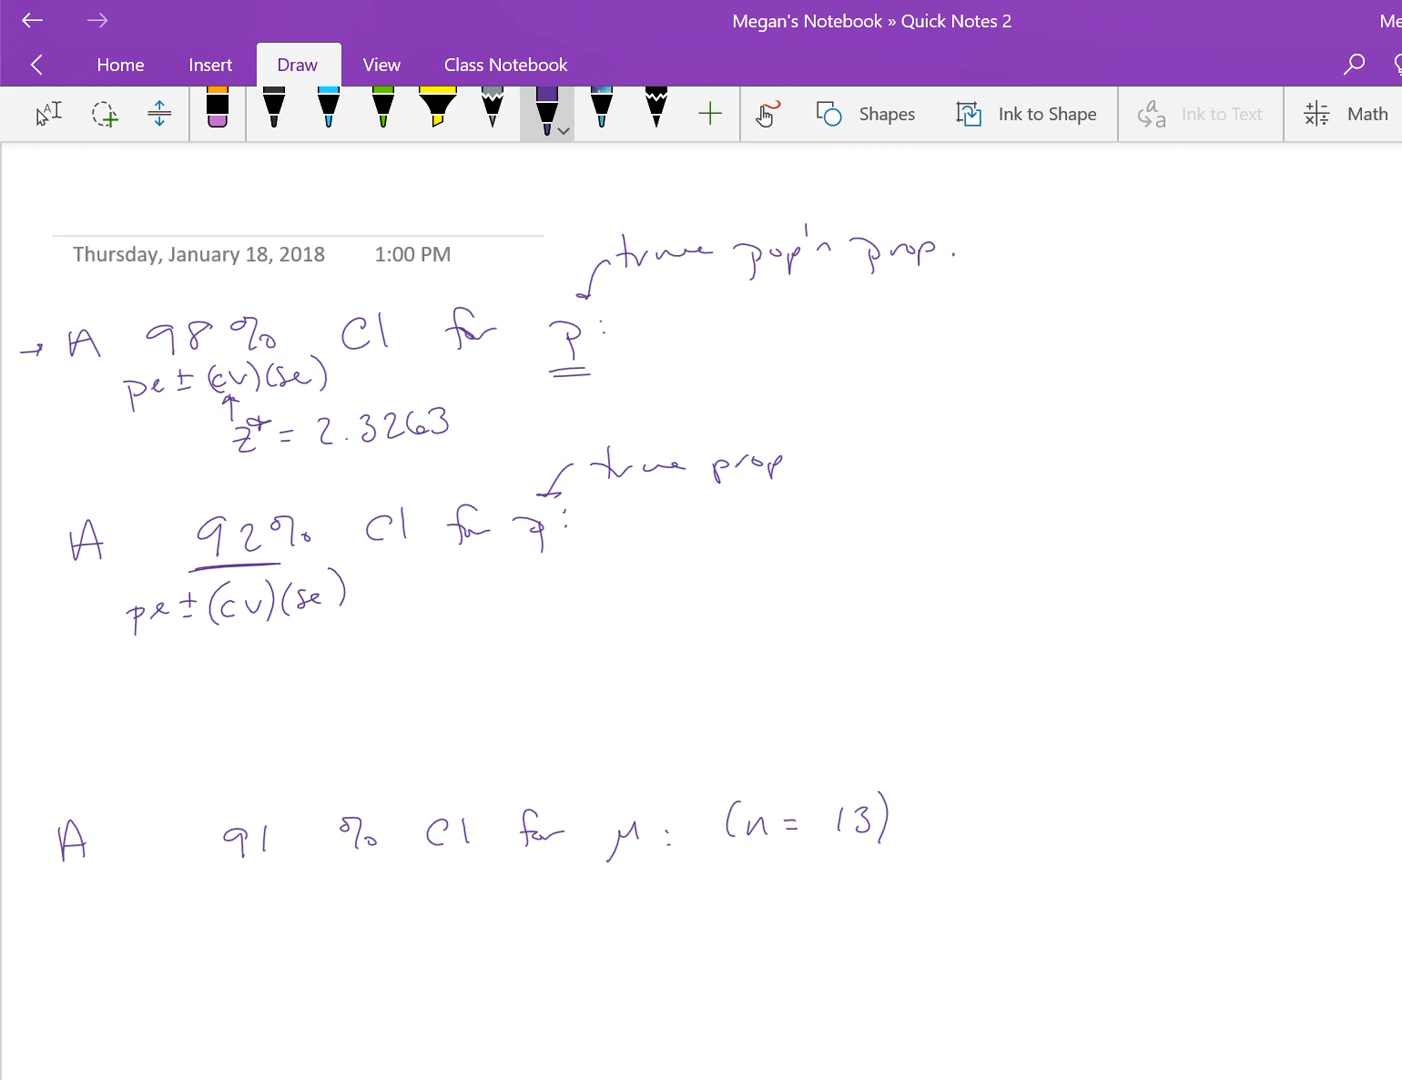 Megan's Notebook » Quick Notes 2
Me
Home Insert Draw View Class Notebook
Shapes Ink to Shape Ink to Text Math
Thursday, January 18, 2018 1:00 PM
true pop'n prop.
→ A 98% CI for p:
pe ± (cv)(se)
z* = 2.3263
true prop
A 92% CI for p:
pe ± (cv)(se)
A 91 % CI for μ: (n = 13)